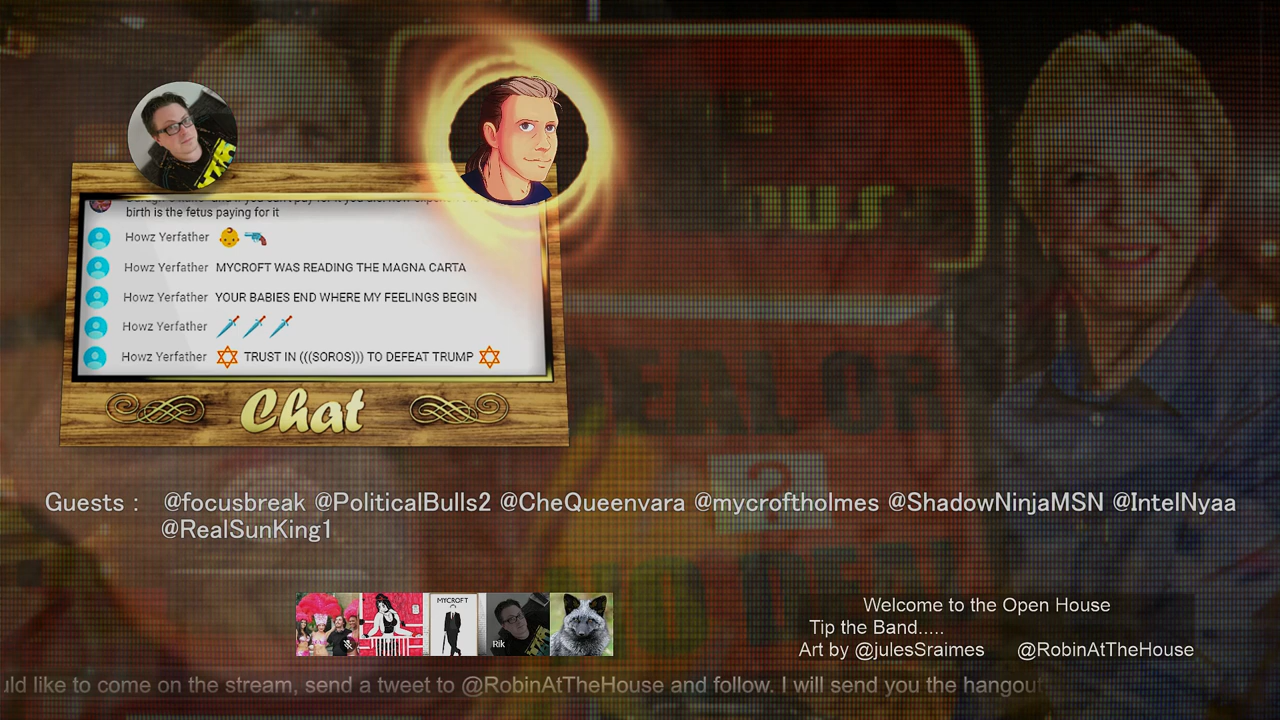 birth is the fetus paying for it
Howz Yerfather
Howz Yerfather MYCROFT WAS READING THE MAGNA CARTA
Howz Yerfather YOUR BABIES END WHERE MY FEELINGS BEGIN
Howz Yerfather
Howz Yerfather TRUST IN (((SOROS))) TO DEFEAT TRUMP
Chat
DEAL OR
?
NO
Guests : @focusbreak @PoliticalBulls2 @CheQueenvara @mycroftholmes @ShadowNinjaMSN @IntelNyaa
@RealSunKing1
MYCROFT
Rik
Welcome to the Open House
Tip the Band.....
Art by @julesSraimes @RobinAtTheHouse
like to come on the stream, send a tweet to @RobinAtTheHouse and follow. I will send you the hangout